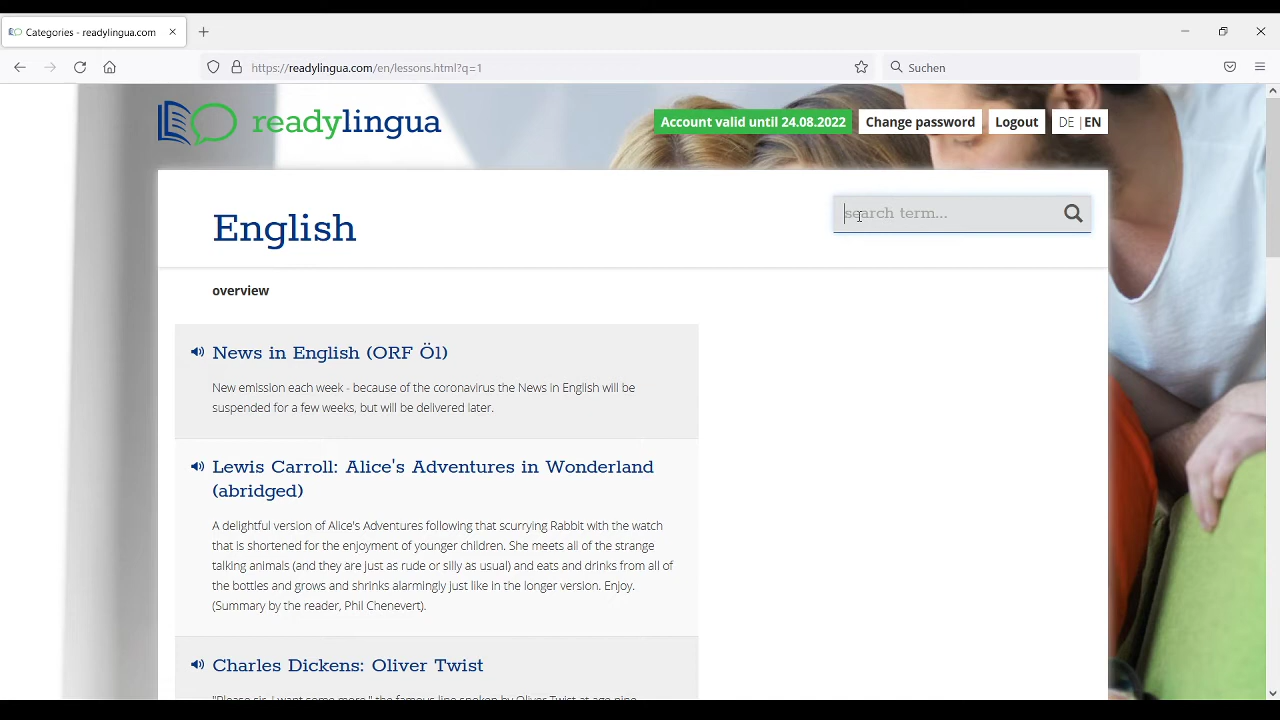 Categories - readylingua.com
https://readylingua.com/en/lessons.html?q=1
Suchen
readylingua
Account valid until 24.08.2022
Change password
Logout
DE | EN
English
search term...
overview
News in English (ORF Ö1)
New emission each week - because of the coronavirus the News in English will be
suspended for a few weeks, but will be delivered later.
Lewis Carroll: Alice's Adventures in Wonderland
(abridged)
A delightful version of Alice's Adventures following that scurrying Rabbit with the watch
that is shortened for the enjoyment of younger children. She meets all of the strange
talking animals (and they are just as rude or silly as usual) and eats and drinks from all of
the bottles and grows and shrinks alarmingly just like in the longer version. Enjoy.
(Summary by the reader, Phil Chenevert).
Charles Dickens: Oliver Twist